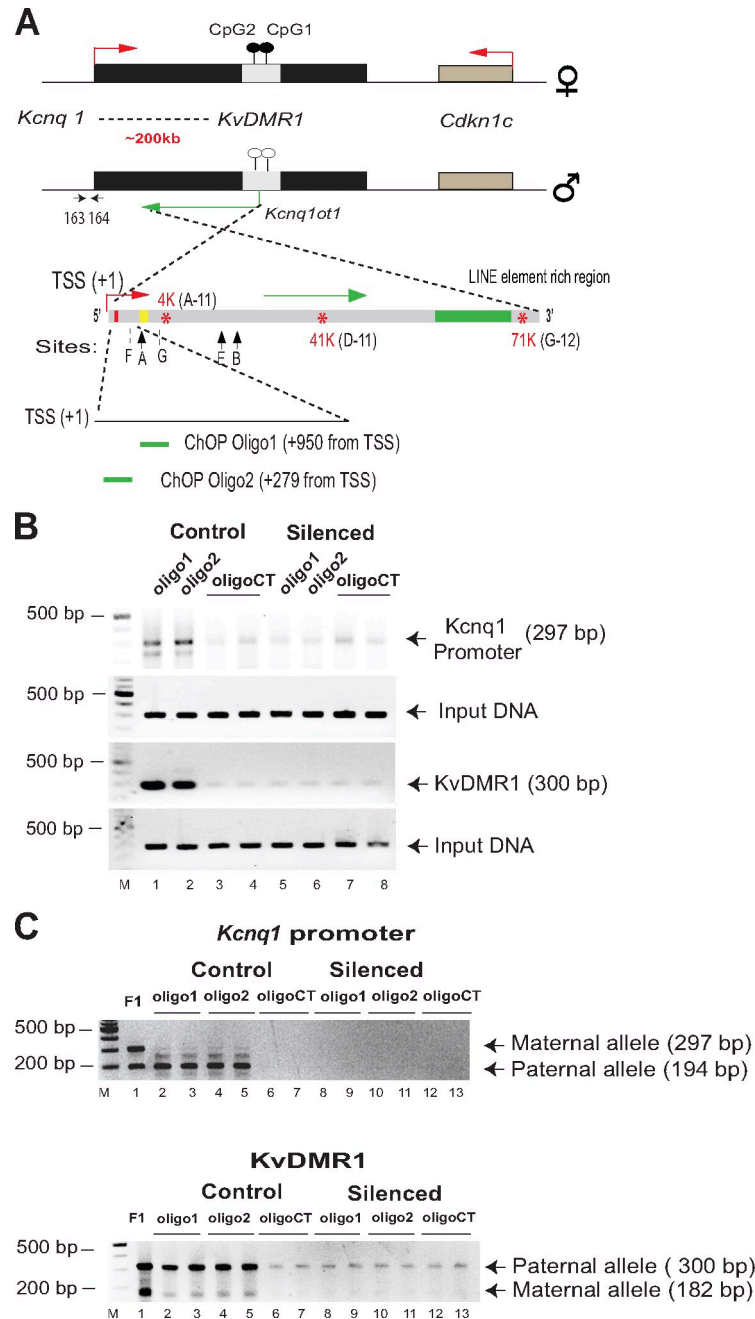 A
CpG2 CpG1
♀
Kcnq 1 KvDMR1 Cdkn1c
~200kb
♂
163 164 Kcnq1ot1
TSS (+1) LINE element rich region
4K (A-11)
5' * * * 3'
41K (D-11) 71K (G-12)
Sites: F A G E B
TSS (+1)
ChOP Oligo1 (+950 from TSS)
ChOP Oligo2 (+279 from TSS)
B
Control Silenced
oligo1 oligo2 oligoCT oligo1 oligo2 oligoCT
500 bp Kcnq1 Promoter (297 bp)
500 bp Input DNA
500 bp KvDMR1 (300 bp)
500 bp Input DNA
M 1 2 3 4 5 6 7 8
C
Kcnq1 promoter
Control Silenced
F1 oligo1 oligo2 oligoCT oligo1 oligo2 oligoCT
500 bp Maternal allele (297 bp)
200 bp Paternal allele (194 bp)
M 1 2 3 4 5 6 7 8 9 10 11 12 13
KvDMR1
Control Silenced
F1 oligo1 oligo2 oligoCT oligo1 oligo2 oligoCT
500 bp Paternal allele ( 300 bp)
200 bp Maternal allele (182 bp)
M 1 2 3 4 5 6 7 8 9 10 11 12 13